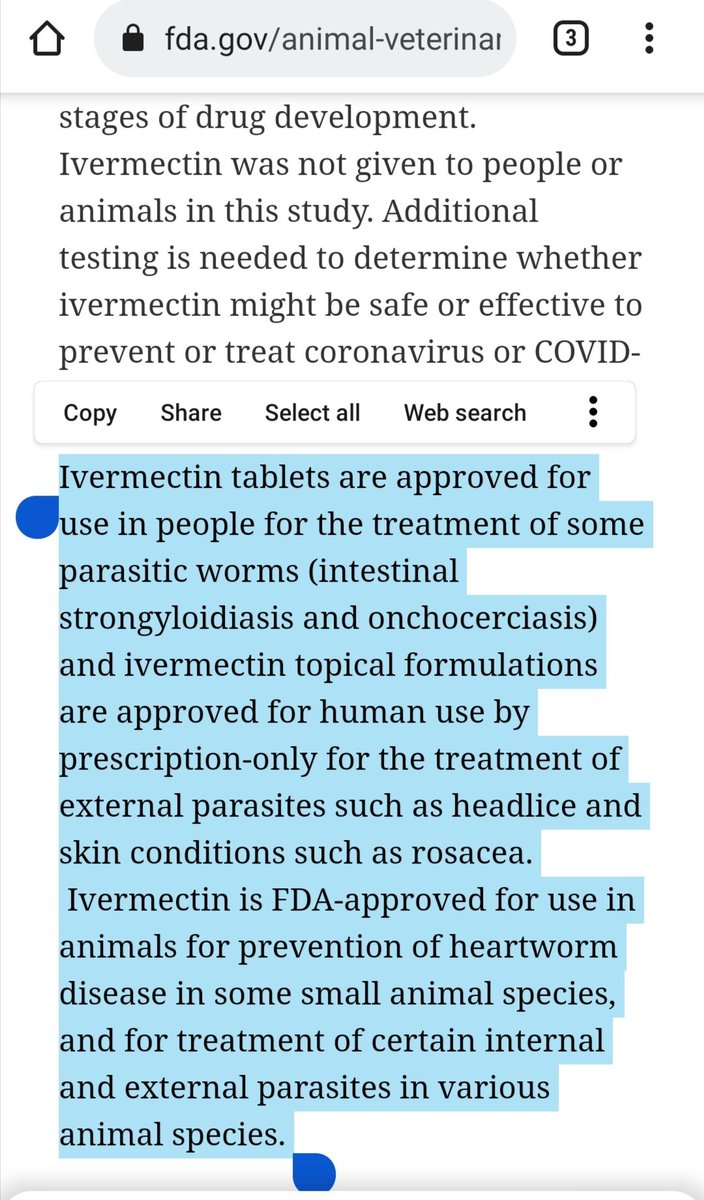 fda.gov/animal-veterinar
3
stages of drug development.
Ivermectin was not given to people or
animals in this study. Additional
testing is needed to determine whether
ivermectin might be safe or effective to
prevent or treat coronavirus or COVID-
Copy Share Select all Web search
Ivermectin tablets are approved for
use in people for the treatment of some
parasitic worms (intestinal
strongyloidiasis and onchocerciasis)
and ivermectin topical formulations
are approved for human use by
prescription-only for the treatment of
external parasites such as headlice and
skin conditions such as rosacea.
Ivermectin is FDA-approved for use in
animals for prevention of heartworm
disease in some small animal species,
and for treatment of certain internal
and external parasites in various
animal species.